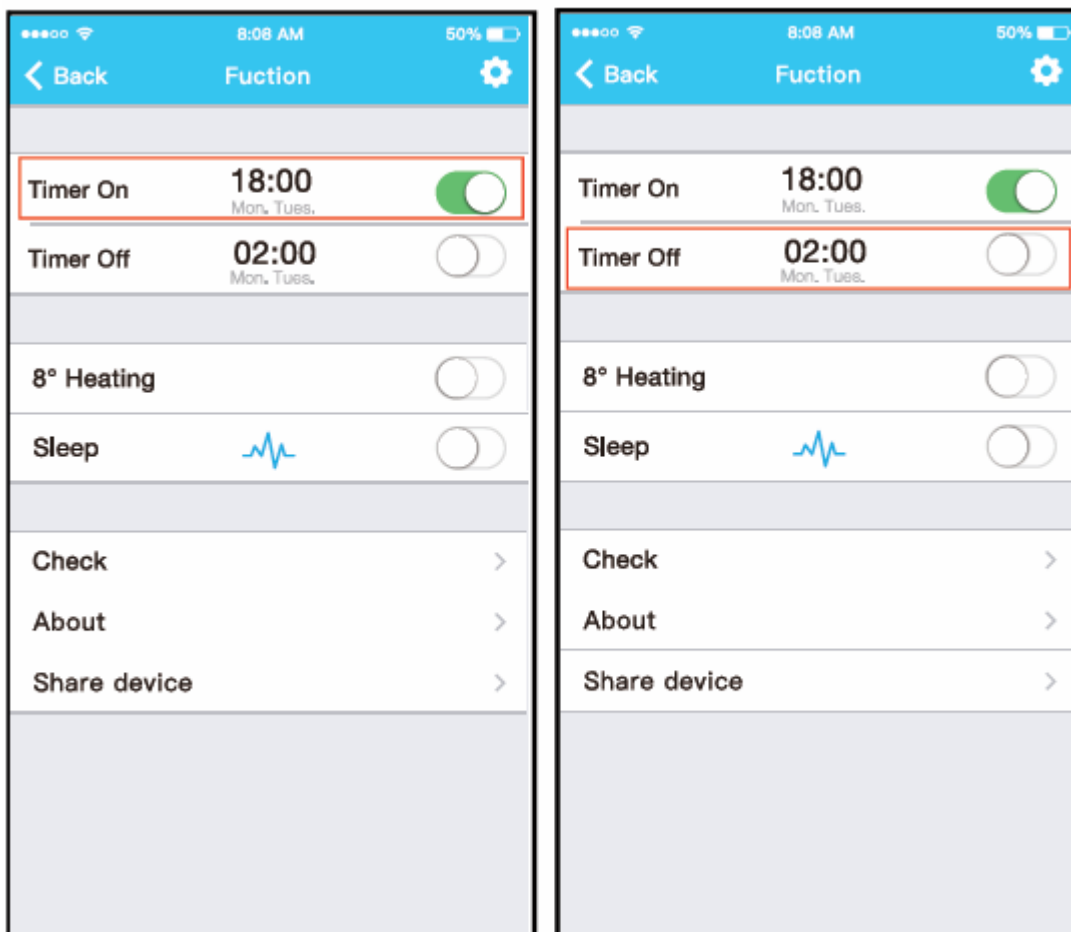 8:08 AM 50%
Back Fuction
Timer On 18:00
Mon. Tues.
Timer Off 02:00
Mon. Tues.
8° Heating
Sleep
Check
About
Share device
8:08 AM 50%
Back Fuction
Timer On 18:00
Mon. Tues.
Timer Off 02:00
Mon. Tues.
8° Heating
Sleep
Check
About
Share device